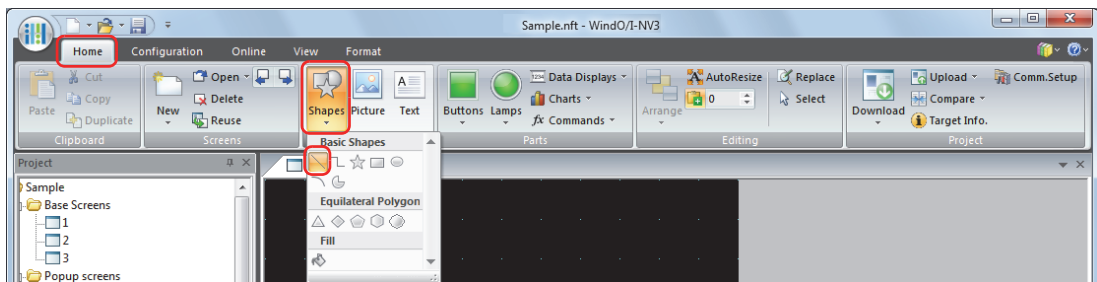 Sample.nft - WindO/I-NV3
Home Configuration Online View Format
Cut Open Data Displays AutoResize Replace Upload Comm.Setup
Copy Delete Charts 0 Select Compare
Paste Duplicate New Reuse Shapes Picture Text Buttons Lamps fx Commands Arrange Download Target Info.
Clipboard Screens Parts Editing Project
Basic Shapes
Project
Sample
Base Screens
Equilateral Polygon
1
2
Fill
3
Popup screens